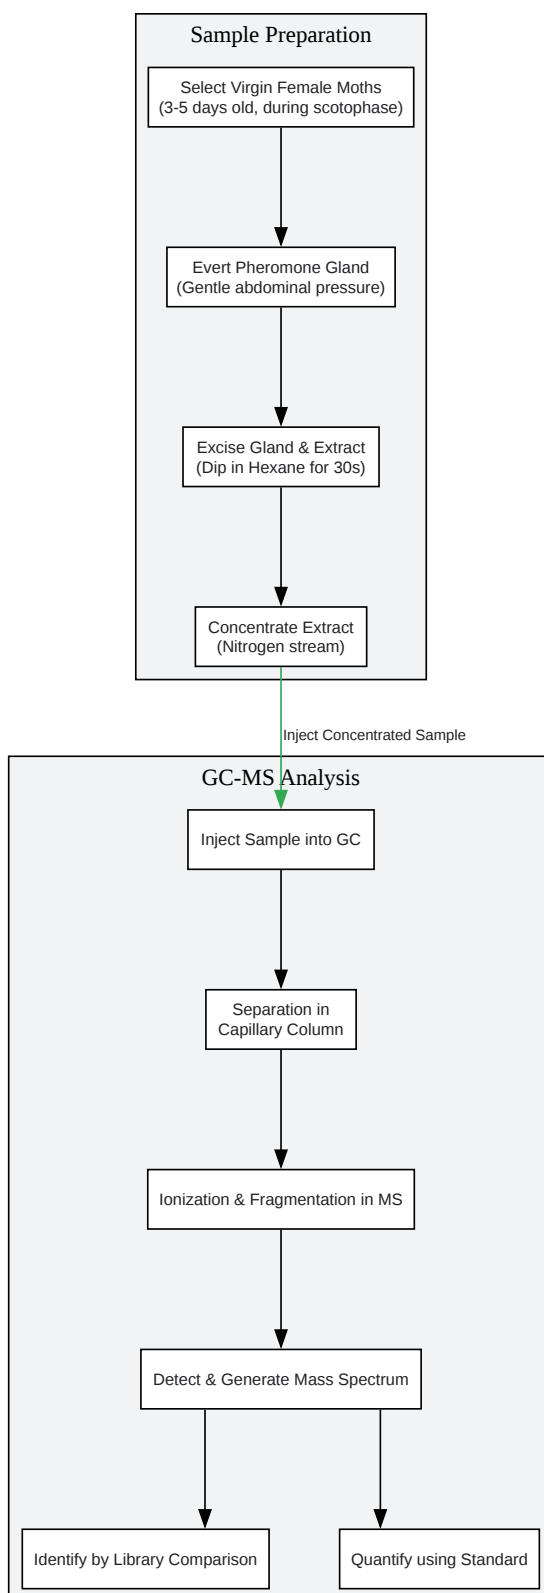 Sample Preparation
Select Virgin Female Moths
(3-5 days old, during scotophase)
Evert Pheromone Gland
(Gentle abdominal pressure)
Excise Gland & Extract
(Dip in Hexane for 30s)
Concentrate Extract
(Nitrogen stream)
Inject Concentrated Sample
GC-MS Analysis
Inject Sample into GC
Separation in
Capillary Column
Ionization & Fragmentation in MS
Detect & Generate Mass Spectrum
Identify by Library Comparison
Quantify using Standard